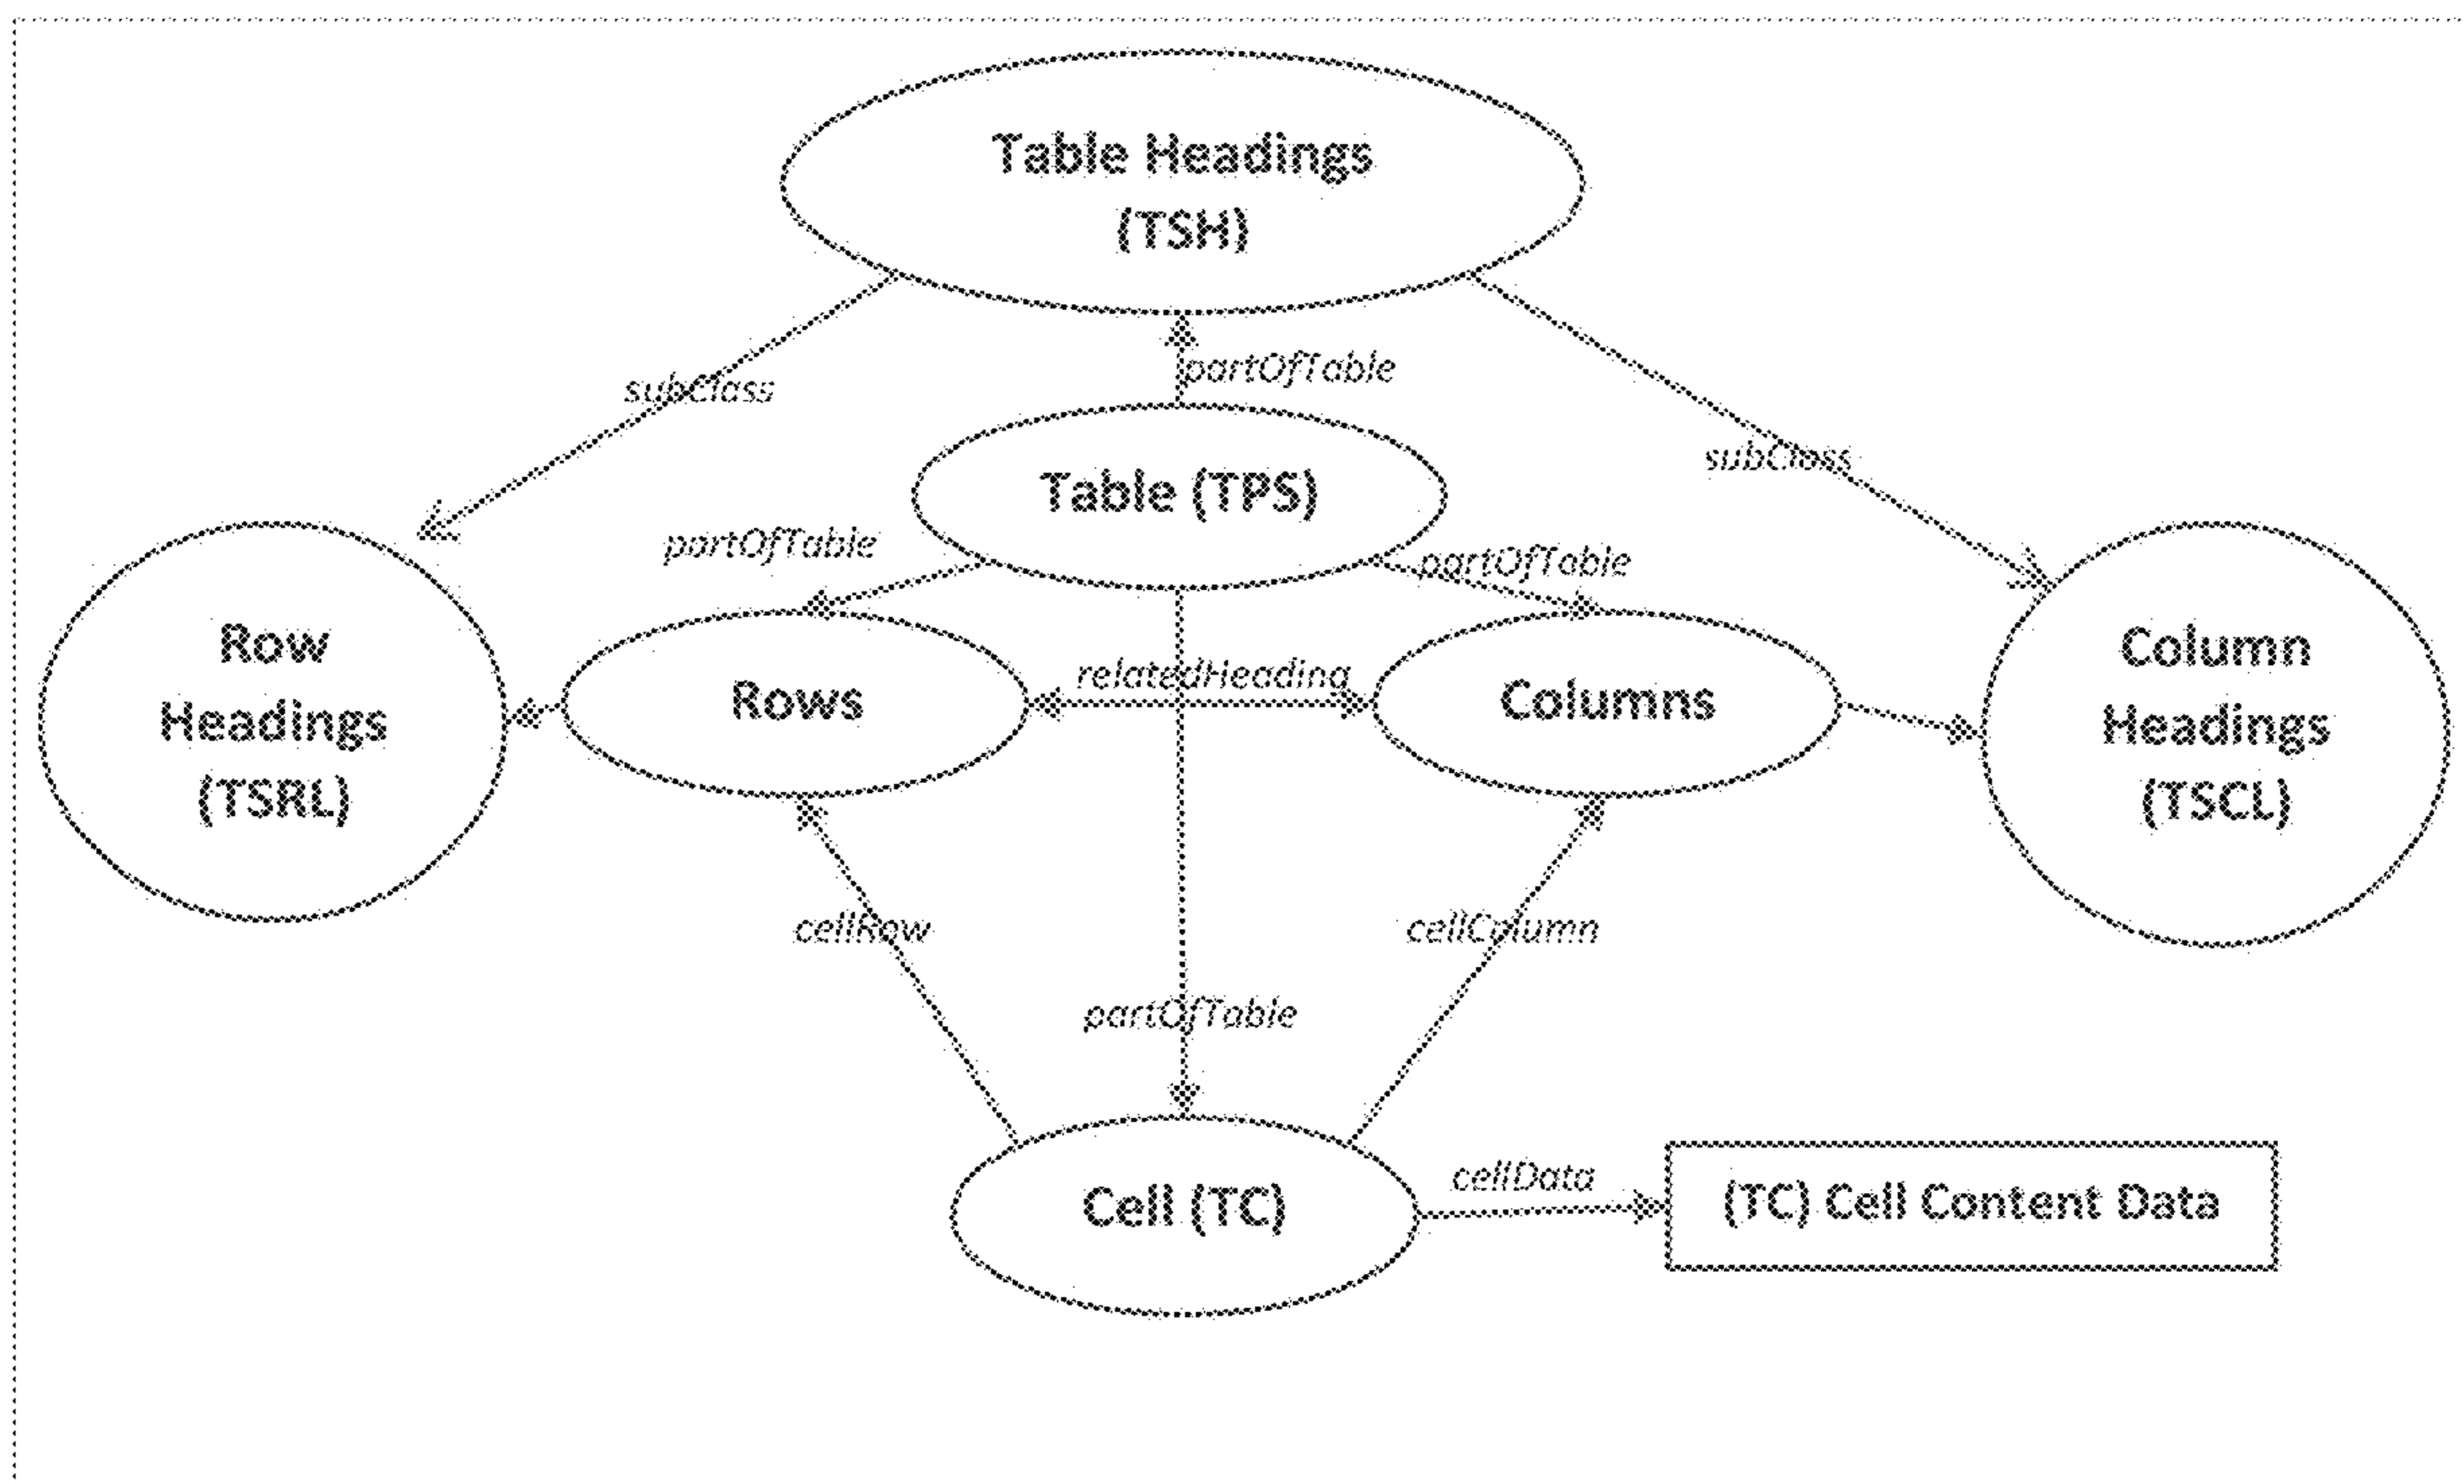 Table Headings
(TSH)
partOfTable
subClass
subClass
Table (TPS)
partOfTable
partOfTable
Row
Headings
(TSRL)
Rows
relatedHeading
Columns
Column
Headings
(TSCL)
cellRow
cellColumn
partOfTable
Cell (TC)
cellData
(TC) Cell Content Data